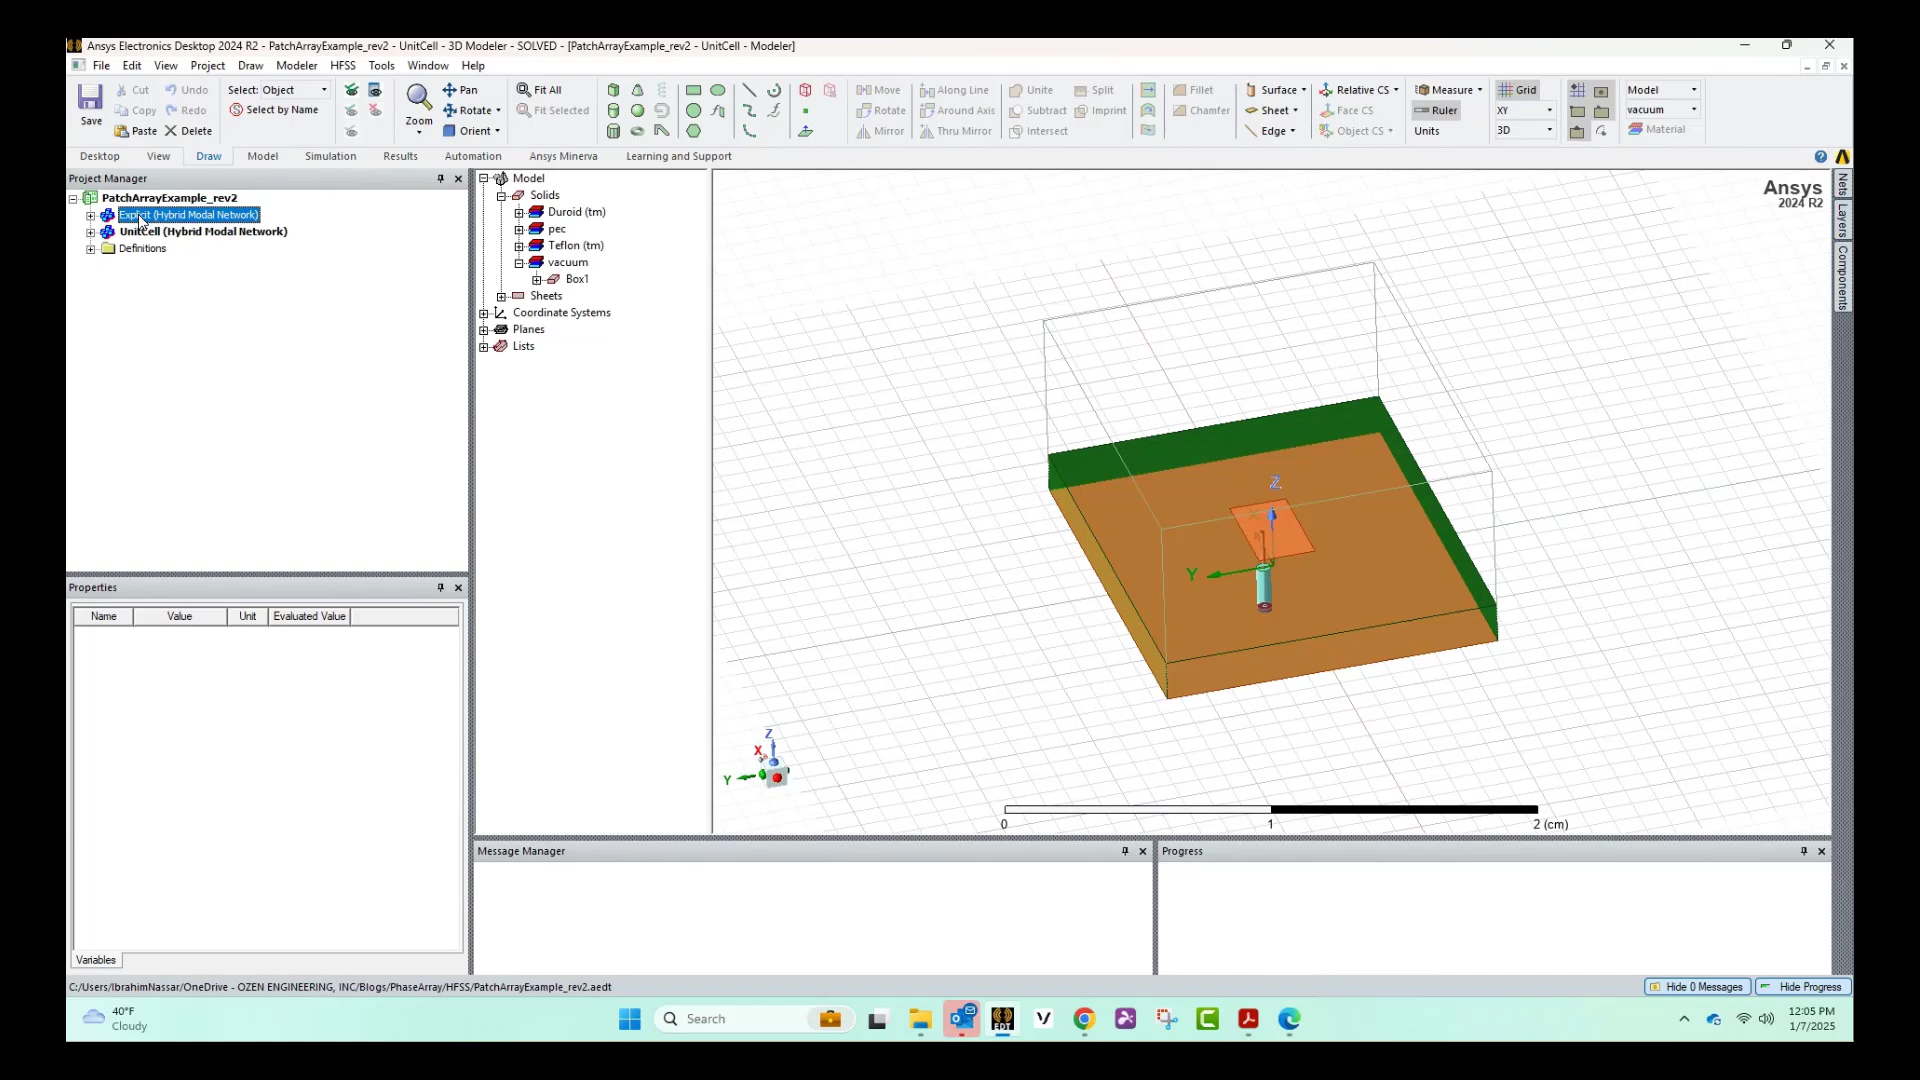 Ansys Electronics Desktop 2024 R2 - PatchArrayExample_rev2 - UnitCell - 3D Modeler - SOLVED - [PatchArrayExample_rev2 - UnitCell - Modeler]
File Edit View Project Draw Modeler HFSS Tools Window Help
Save Cut Copy Paste Undo Redo Delete
Select: Object
Select by Name
Zoom Pan Rotate Orient
Fit All
Fit Selected
Move Rotate Mirror
Along Line Around Axis Thru Mirror
Unite Subtract Intersect
Split Imprint
Fillet Chamfer
Surface Sheet Edge
Relative CS Face CS Object CS
Measure Ruler Units
Grid XY 3D
Model vacuum Material
Desktop View Draw Model Simulation Results Automation Ansys Minerva Learning and Support
Project Manager
PatchArrayExample_rev2
Explicit (Hybrid Modal Network)
UnitCell (Hybrid Modal Network)
Definitions
Properties
Name Value Unit Evaluated Value
Variables
Model
Solids
Duroid (tm)
pec
Teflon (tm)
vacuum
Box1
Sheets
Coordinate Systems
Planes
Lists
Ansys
2024 R2
Nets
Layers
Components
Z
Y
Z
X
Y
0 1 2 (cm)
Message Manager
Progress
C:/Users/IbrahimNassar/OneDrive - OZEN ENGINEERING, INC/Blogs/PhaseArray/HFSS/PatchArrayExample_rev2.aedt
Hide 0 Messages Hide Progress
40°F
Cloudy
Search
EDT
12:05 PM
1/7/2025